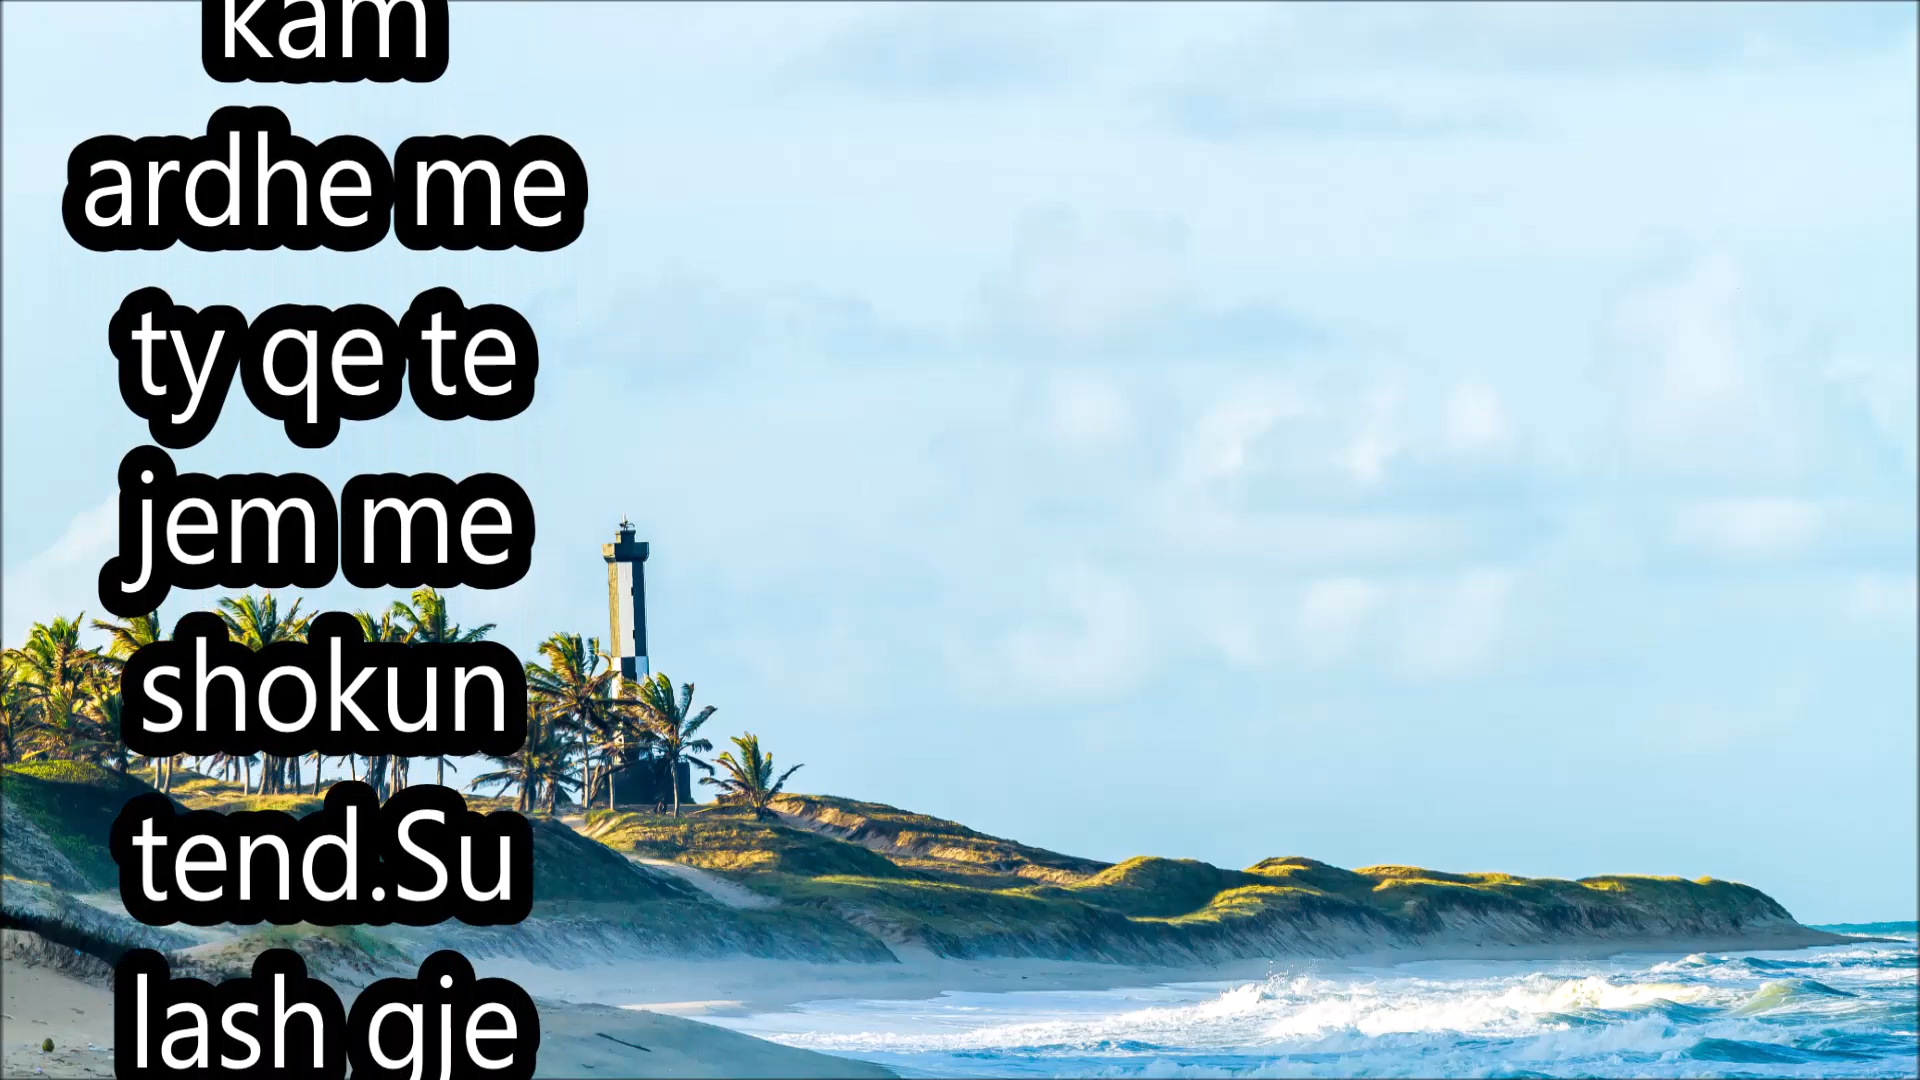 kam
ardhe me
ty qe te
jem me
shokun
tend.Su
lash gje